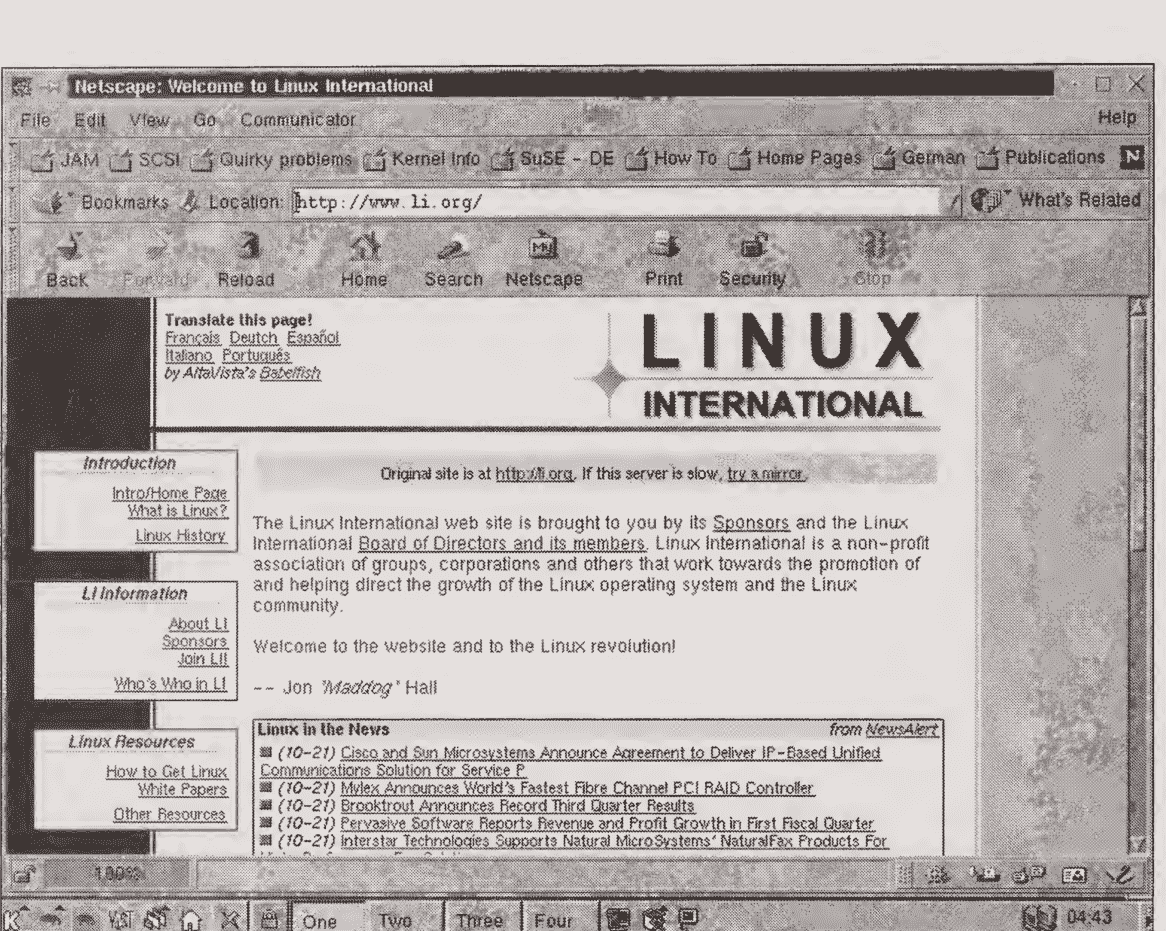 Netscape: Welcome to Linux International
File Edit View Go Communicator Help
JAM SCSI Quirky problems Kernel Info SuSE - DE How To Home Pages German Publications N
Bookmarks Location: http://www.li.org/ What's Related
My
Back Forward Reload Home Search Netscape Print Security Stop
Translate this page!
Français Deutch Español
Italiano Português
by AltaVista's Babelfish
LINUX
INTERNATIONAL
Introduction
Intro/Home Page
What is Linux?
Linux History
LI Information
About LI
Sponsors
Join LI!
Who's Who in LI
Linux Resources
How to Get Linux
White Papers
Other Resources
Original site is at http://li.org. If this server is slow, try a mirror.
The Linux International web site is brought to you by its Sponsors and the Linux
International Board of Directors and its members. Linux International is a non-profit
association of groups, corporations and others that work towards the promotion of
and helping direct the growth of the Linux operating system and the Linux
community.
Welcome to the website and to the Linux revolution!
-- Jon "Maddog" Hall
Linux in the News from NewsAlert
(10-21) Cisco and Sun Microsystems Announce Agreement to Deliver IP-Based Unified
Communications Solution for Service P
(10-21) Mylex Announces World's Fastest Fibre Channel PCI RAID Controller
(10-21) Brooktrout Announces Record Third Quarter Results
(10-21) Pervasive Software Reports Revenue and Profit Growth in First Fiscal Quarter
(10-21) Interstar Technologies Supports Natural MicroSystems' NaturalFax Products For
100%
One Two Three Four 04:43